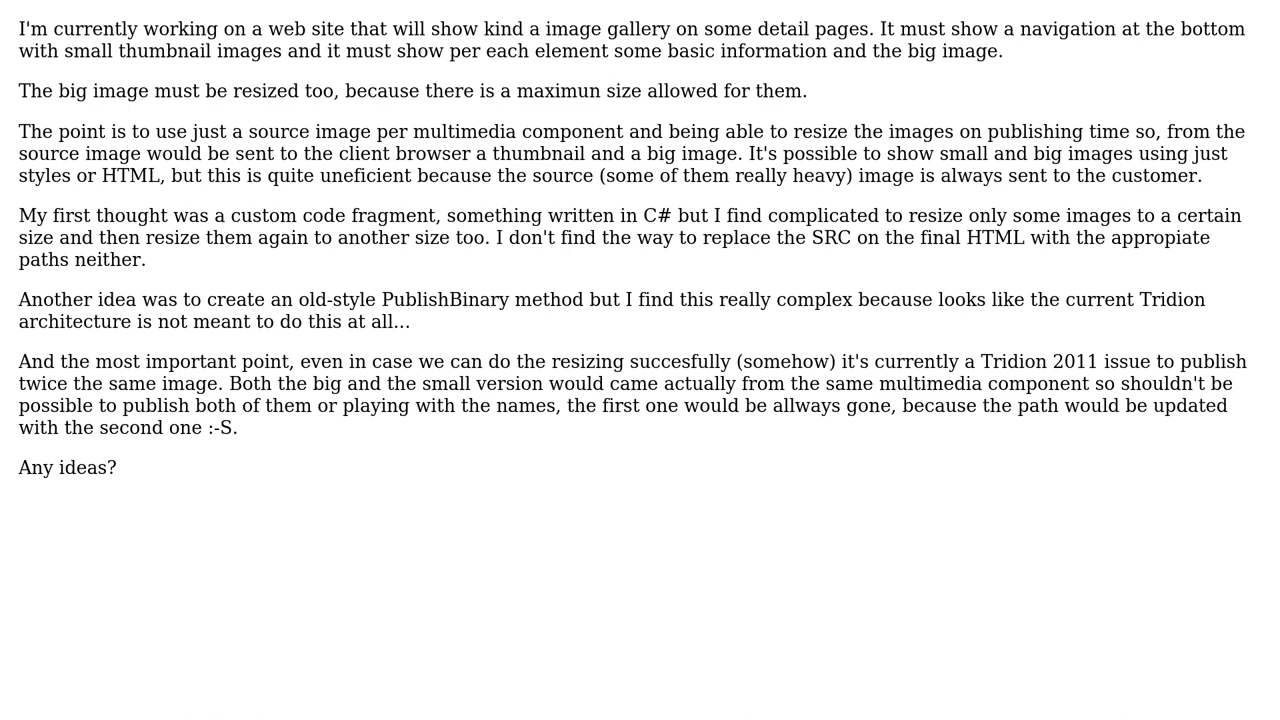 I'm currently working on a web site that will show kind a image gallery on some detail pages. It must show a navigation at the bottom
with small thumbnail images and it must show per each element some basic information and the big image.
The big image must be resized too, because there is a maximun size allowed for them.
The point is to use just a source image per multimedia component and being able to resize the images on publishing time so, from the
source image would be sent to the client browser a thumbnail and a big image. It's possible to show small and big images using just
styles or HTML, but this is quite uneficient because the source (some of them really heavy) image is always sent to the customer.
My first thought was a custom code fragment, something written in C# but I find complicated to resize only some images to a certain
size and then resize them again to another size too. I don't find the way to replace the SRC on the final HTML with the appropiate
paths neither.
Another idea was to create an old-style PublishBinary method but I find this really complex because looks like the current Tridion
architecture is not meant to do this at all...
And the most important point, even in case we can do the resizing succesfully (somehow) it's currently a Tridion 2011 issue to publish
twice the same image. Both the big and the small version would came actually from the same multimedia component so shouldn't be
possible to publish both of them or playing with the names, the first one would be allways gone, because the path would be updated
with the second one :-S.
Any ideas?